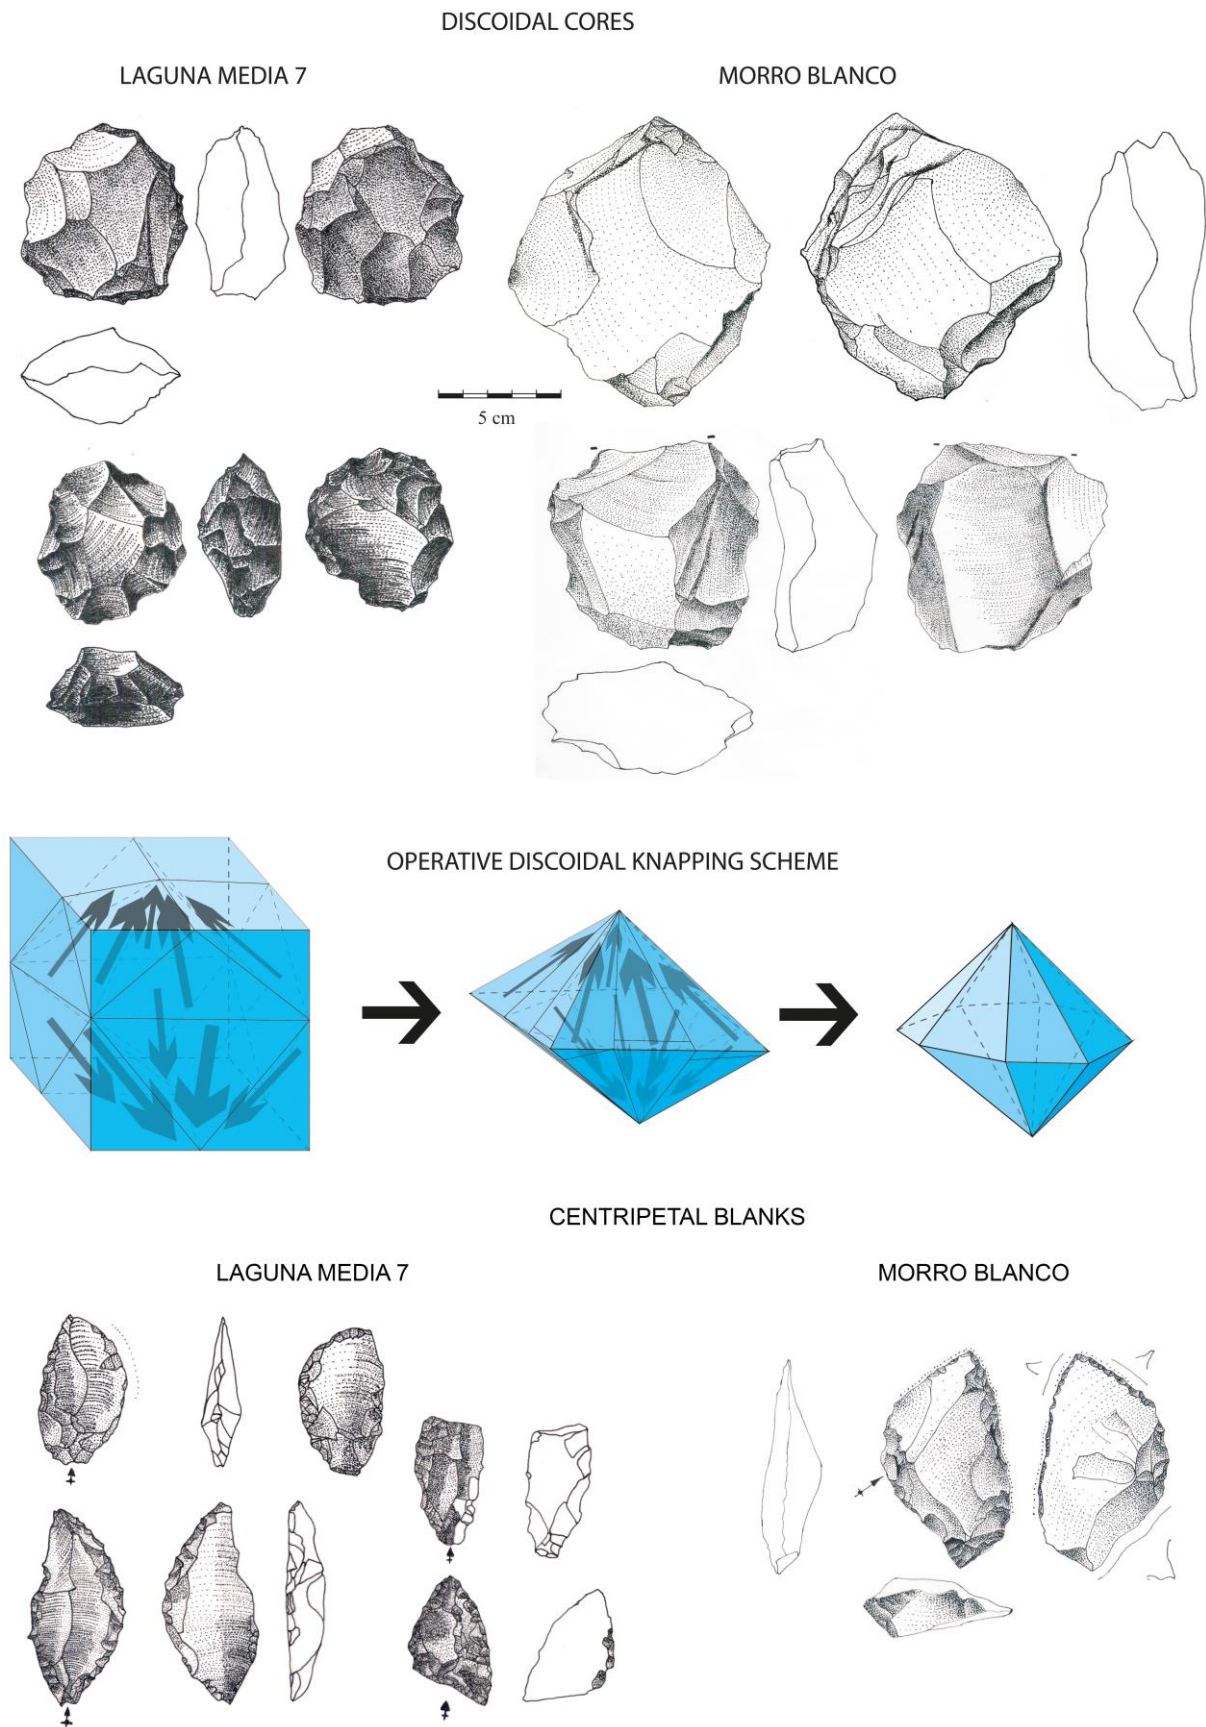 DISCOIDAL CORES
LAGUNA MEDIA 7
MORRO BLANCO
5 cm
OPERATIVE DISCOIDAL KNAPPING SCHEME
CENTRIPETAL BLANKS
LAGUNA MEDIA 7
MORRO BLANCO